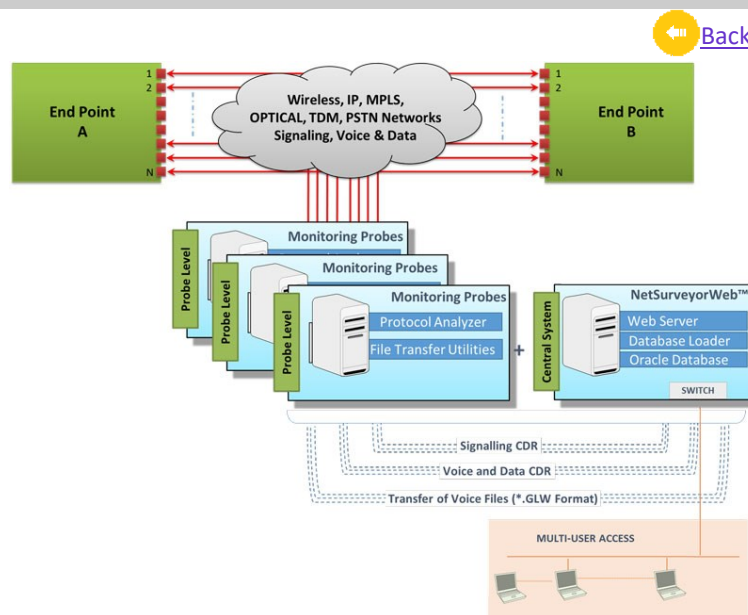 Back
1
2
N
End Point
A
Wireless, IP, MPLS,
OPTICAL, TDM, PSTN Networks
Signaling, Voice & Data
1
2
N
End Point
B
Monitoring Probes
Probe Level
Monitoring Probes
Probe Level
Monitoring Probes
Probe Level
Protocol Analyzer
File Transfer Utilities
+
NetSurveyorWeb™
Central System
Web Server
Database Loader
Oracle Database
SWITCH
Signalling CDR
Voice and Data CDR
Transfer of Voice Files (*.GLW Format)
MULTI-USER ACCESS